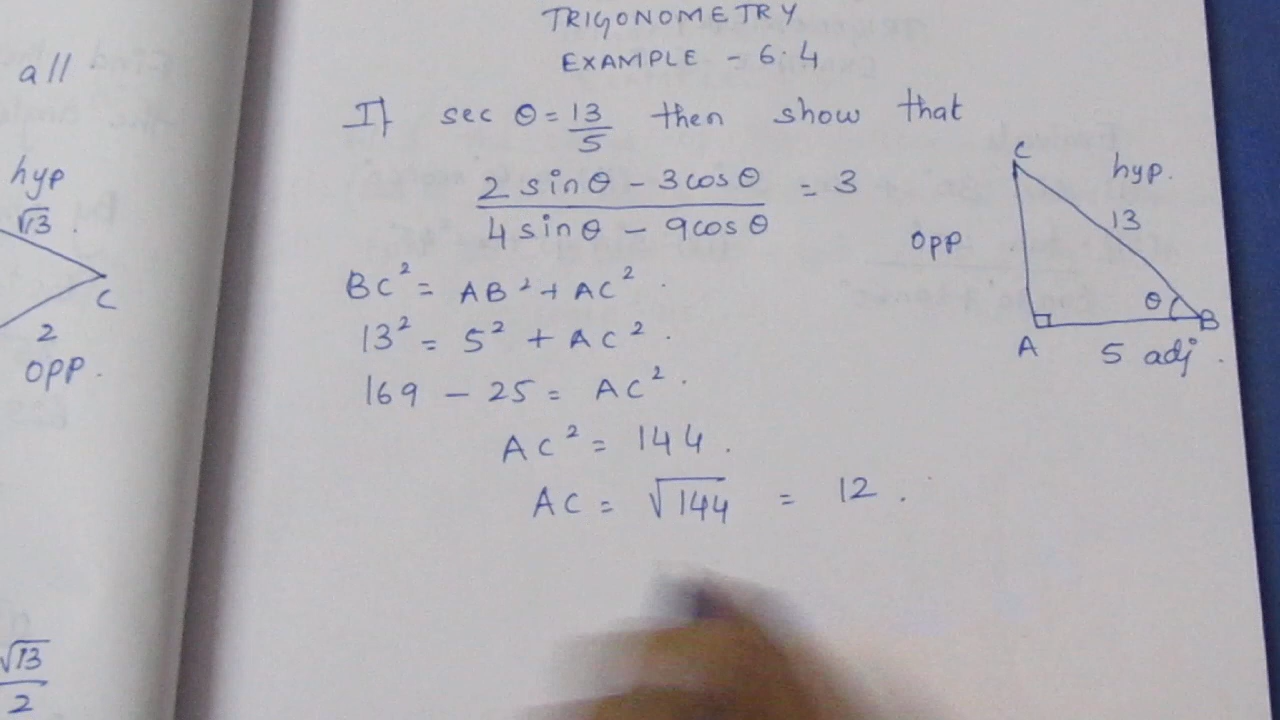 all
hyp
√13.
C
2
opp.
√13
2
TRIGONOMETRY
EXAMPLE - 6.4
If sec θ = 13/5 then show that
2 sinθ - 3cosθ / 4 sinθ - 9cosθ = 3
BC² = AB² + AC².
13² = 5² + AC².
169 - 25 = AC².
AC² = 144.
AC = √144 = 12.
C
hyp.
13
opp
θ
B
A
5 adj.